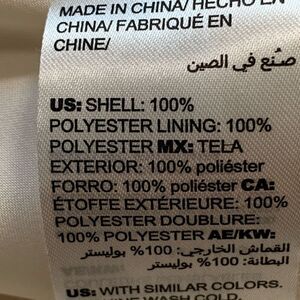 MADE IN CHINA/ HECHO EN
CHINA/ FABRIQUÉ EN
CHINE/
صنع في الصين
US: SHELL: 100%
POLYESTER LINING: 100%
POLYESTER MX: TELA
EXTERIOR: 100% poliéster
FORRO: 100% poliéster CA:
ÉTOFFE EXTÉRIEURE: 100%
POLYESTER DOUBLURE:
100% POLYESTER AE/KW:
القماش الخارجي: 100% بوليستر
البطانة: 100% بوليستر
US: WITH SIMILAR COLORS.
WASH COLD